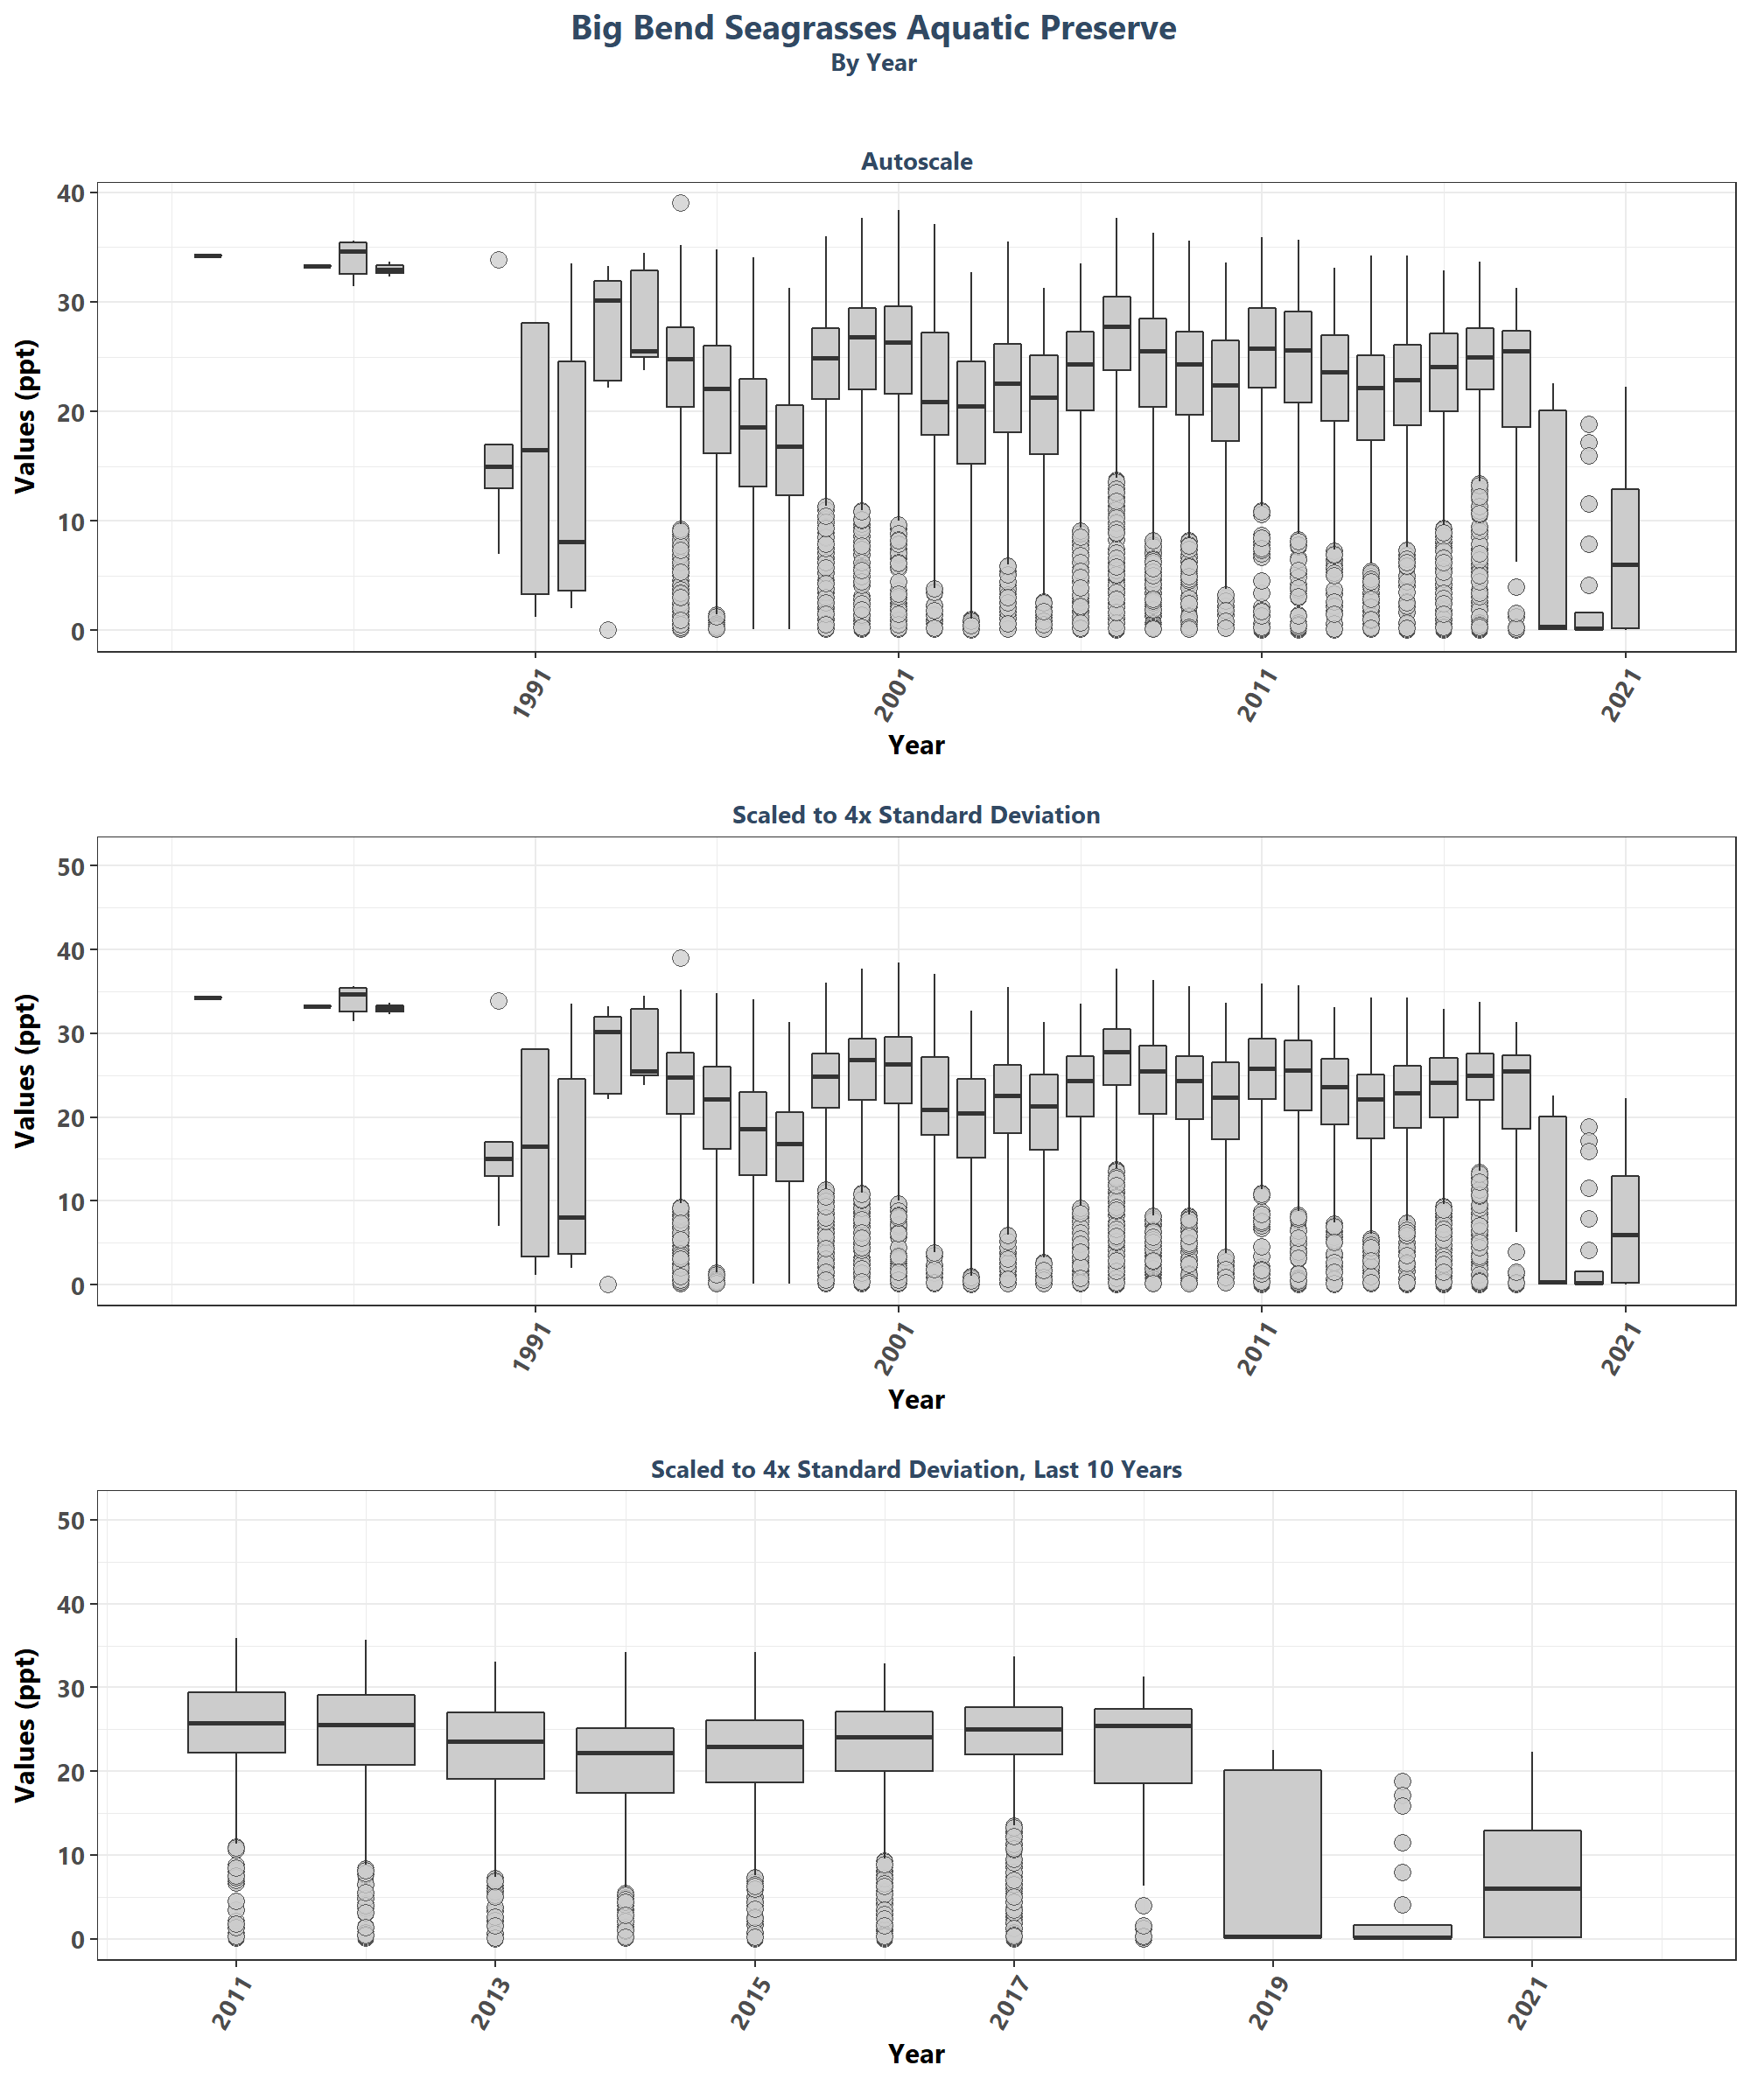 Big Bend Seagrasses Aquatic Preserve
By Year
Autoscale
Values (ppt)
40
30
20
10
0
1991
2001
2011
2021
Year
Scaled to 4x Standard Deviation
Values (ppt)
50
40
30
20
10
0
1991
2001
2011
2021
Year
Scaled to 4x Standard Deviation, Last 10 Years
Values (ppt)
50
40
30
20
10
0
2011
2013
2015
2017
2019
2021
Year